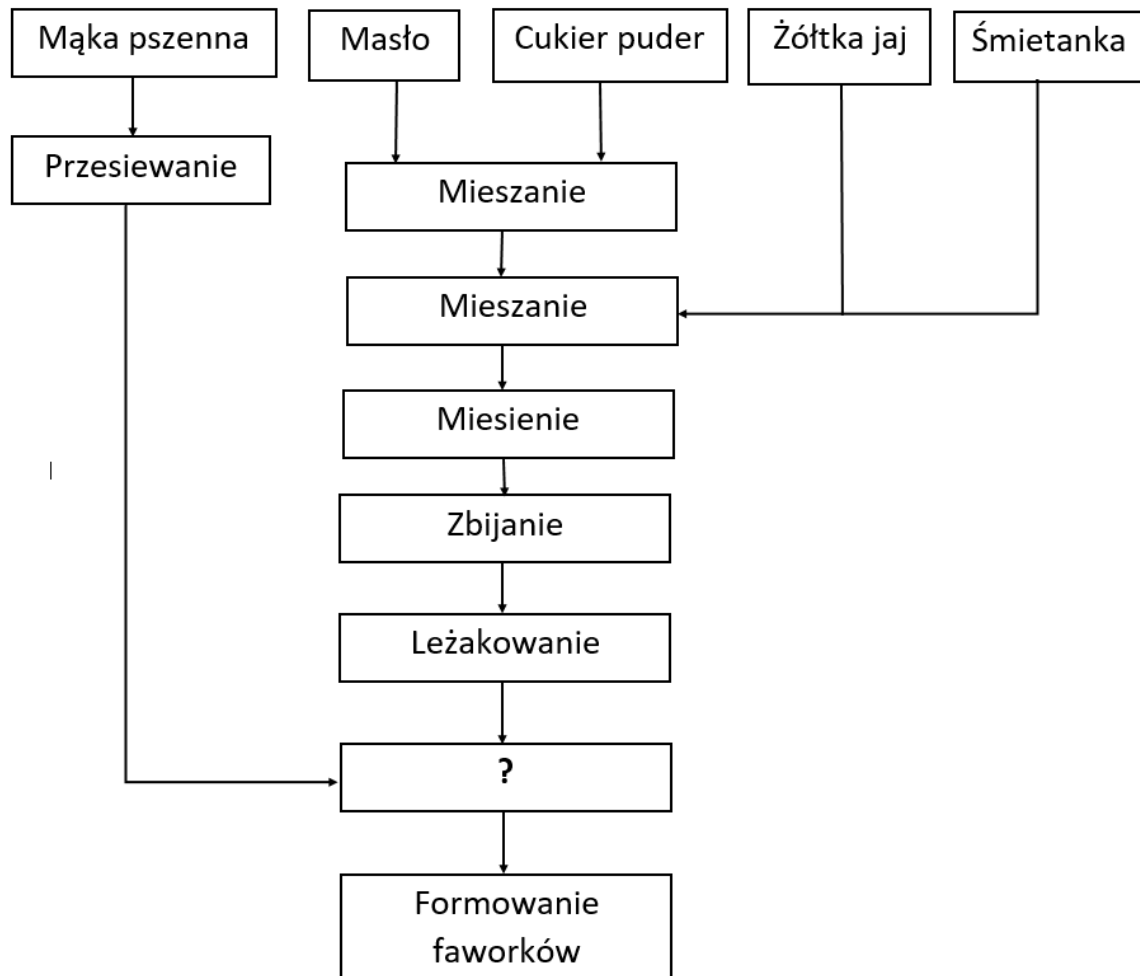 Mąka pszenna
Masło
Cukier puder
Żółtka jaj
Śmietanka
Przesiewanie
Mieszanie
Mieszanie
Miesienie
Zbijanie
Leżakowanie
?
Formowanie
faworków